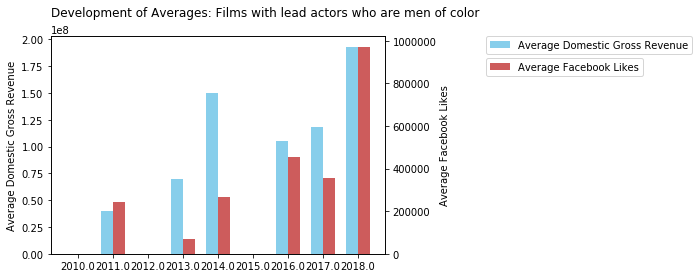 Development of Averages: Films with lead actors who are men of color
1e8
2.00
1.75
1.50
1.25
1.00
0.75
0.50
0.25
0.00
Average Domestic Gross Revenue
2010.0 2011.0 2012.0 2013.0 2014.0 2015.0 2016.0 2017.0 2018.0
1000000
800000
600000
400000
200000
0
Average Facebook Likes
Average Domestic Gross Revenue
Average Facebook Likes